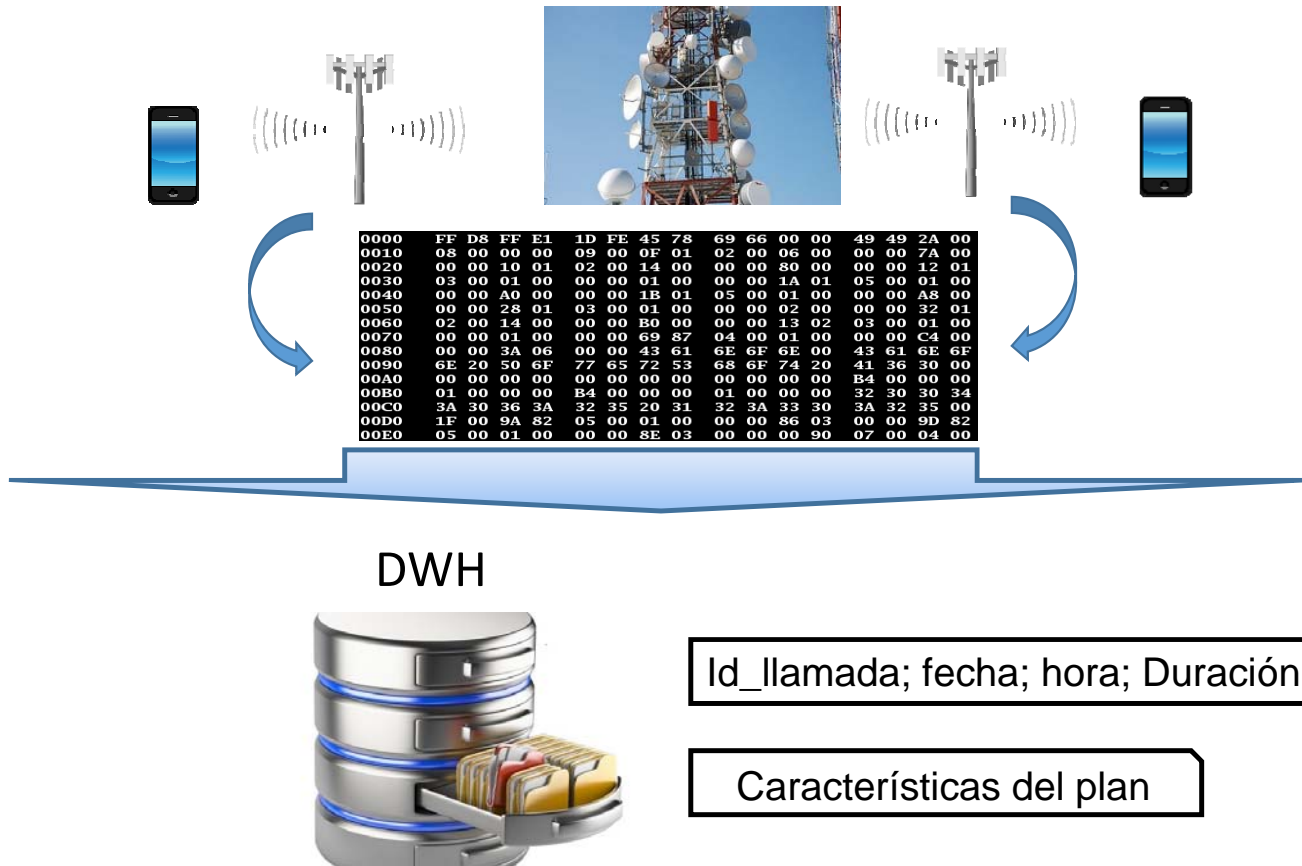 0000 FF D8 FF E1 1D FE 45 78 69 66 00 00 49 49 2A 00
0010 08 00 00 00 09 00 0F 01 02 00 06 00 00 00 7A 00
0020 00 00 10 01 02 00 14 00 00 00 80 00 00 00 12 01
0030 03 00 01 00 00 00 01 00 00 00 1A 01 05 00 01 00
0040 00 00 A0 00 00 00 1B 01 05 00 01 00 00 00 A8 00
0050 00 00 28 01 03 00 01 00 00 00 02 00 00 00 32 01
0060 02 00 14 00 00 00 B0 00 00 00 13 02 03 00 01 00
0070 00 00 01 00 00 00 69 87 04 00 01 00 00 00 C4 00
0080 00 00 3A 06 00 00 43 61 6E 6F 6E 00 43 61 6E 6F
0090 6E 20 50 6F 77 65 72 53 68 6F 74 20 41 36 30 00
00A0 00 00 00 00 00 00 00 00 00 00 00 00 B4 00 00 00
00B0 01 00 00 00 B4 00 00 00 01 00 00 00 32 30 30 34
00C0 3A 30 36 3A 32 35 20 31 32 3A 33 30 3A 32 35 00
00D0 1F 00 9A 82 05 00 01 00 00 00 86 03 00 00 9D 82
00E0 05 00 01 00 00 00 8E 03 00 00 00 90 07 00 04 00
DWH
Id_llamada; fecha; hora; Duración
Características del plan